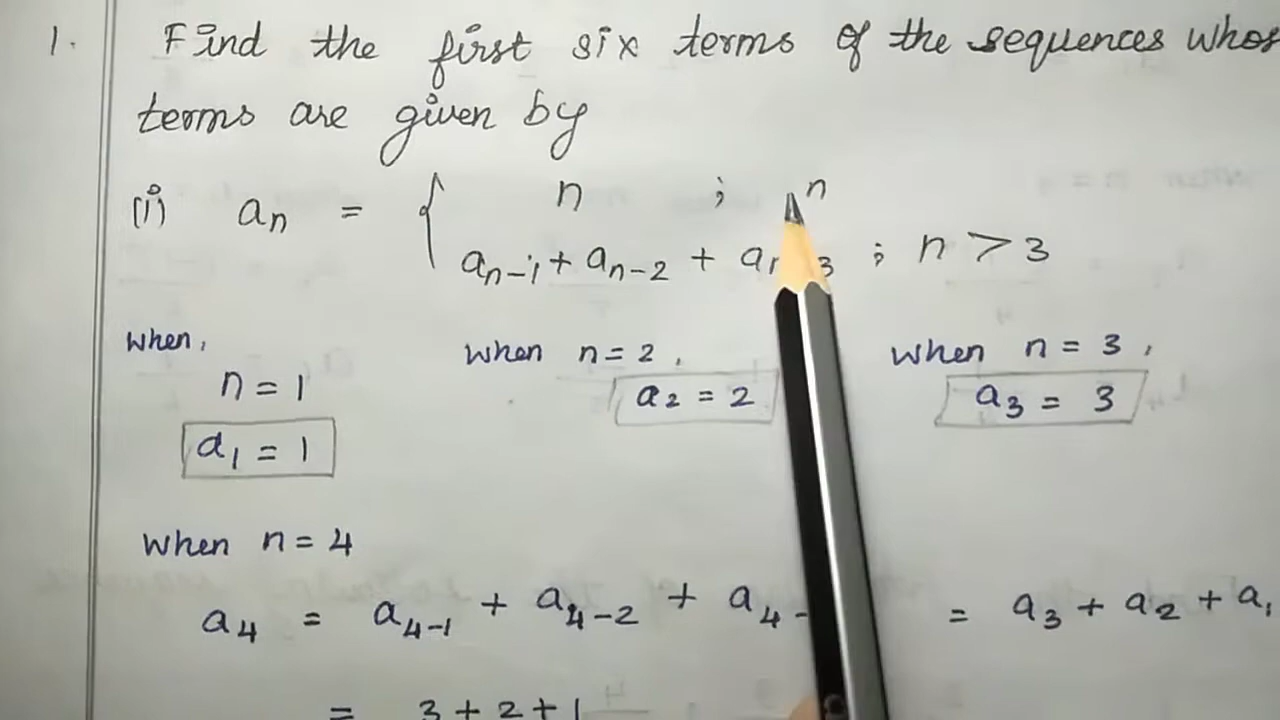 1. Find the first six terms of the sequences
terms are given by
(i) aₙ = { n ; n
aₙ₋₁ + aₙ₋₂ + a 3 ; n > 3
When, When n = 2, When n = 3,
n = 1 a₂ = 2 a₃ = 3
a₁ = 1
When n = 4
a₄ = a₄₋₁ + a₄₋₂ + a₄₋ = a₃ + a₂ + a₁
= 3 + 2 + 1